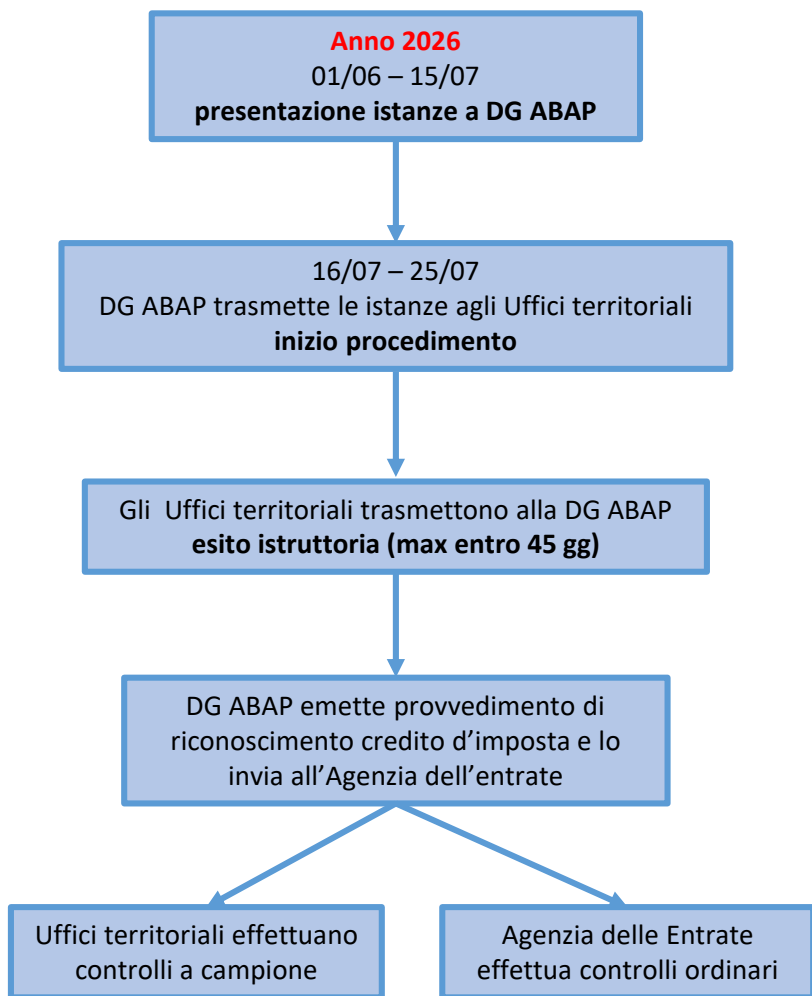 Anno 2026
01/06 – 15/07
presentazione istanze a DG ABAP
16/07 – 25/07
DG ABAP trasmette le istanze agli Uffici territoriali
inizio procedimento
Gli  Uffici territoriali trasmettono alla DG ABAP
esito istruttoria (max entro 45 gg)
DG ABAP emette provvedimento di
riconoscimento credito d’imposta e lo
invia all’Agenzia dell’entrate
Uffici territoriali effettuano
controlli a campione
Agenzia delle Entrate
effettua controlli ordinari